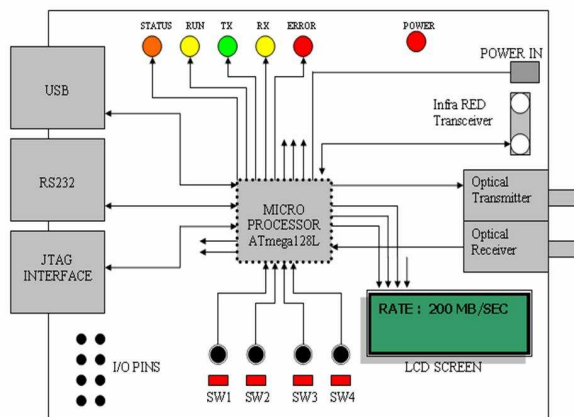 STATUS RUN TX RX ERROR POWER
POWER IN
USB
Infra RED
Transceiver
RS232
MICRO
PROCESSOR
ATmega128L
Optical
Transmitter
Optical
Receiver
JTAG
INTERFACE
RATE : 200 MB/SEC
I/O PINS
LCD SCREEN
SW1 SW2 SW3 SW4